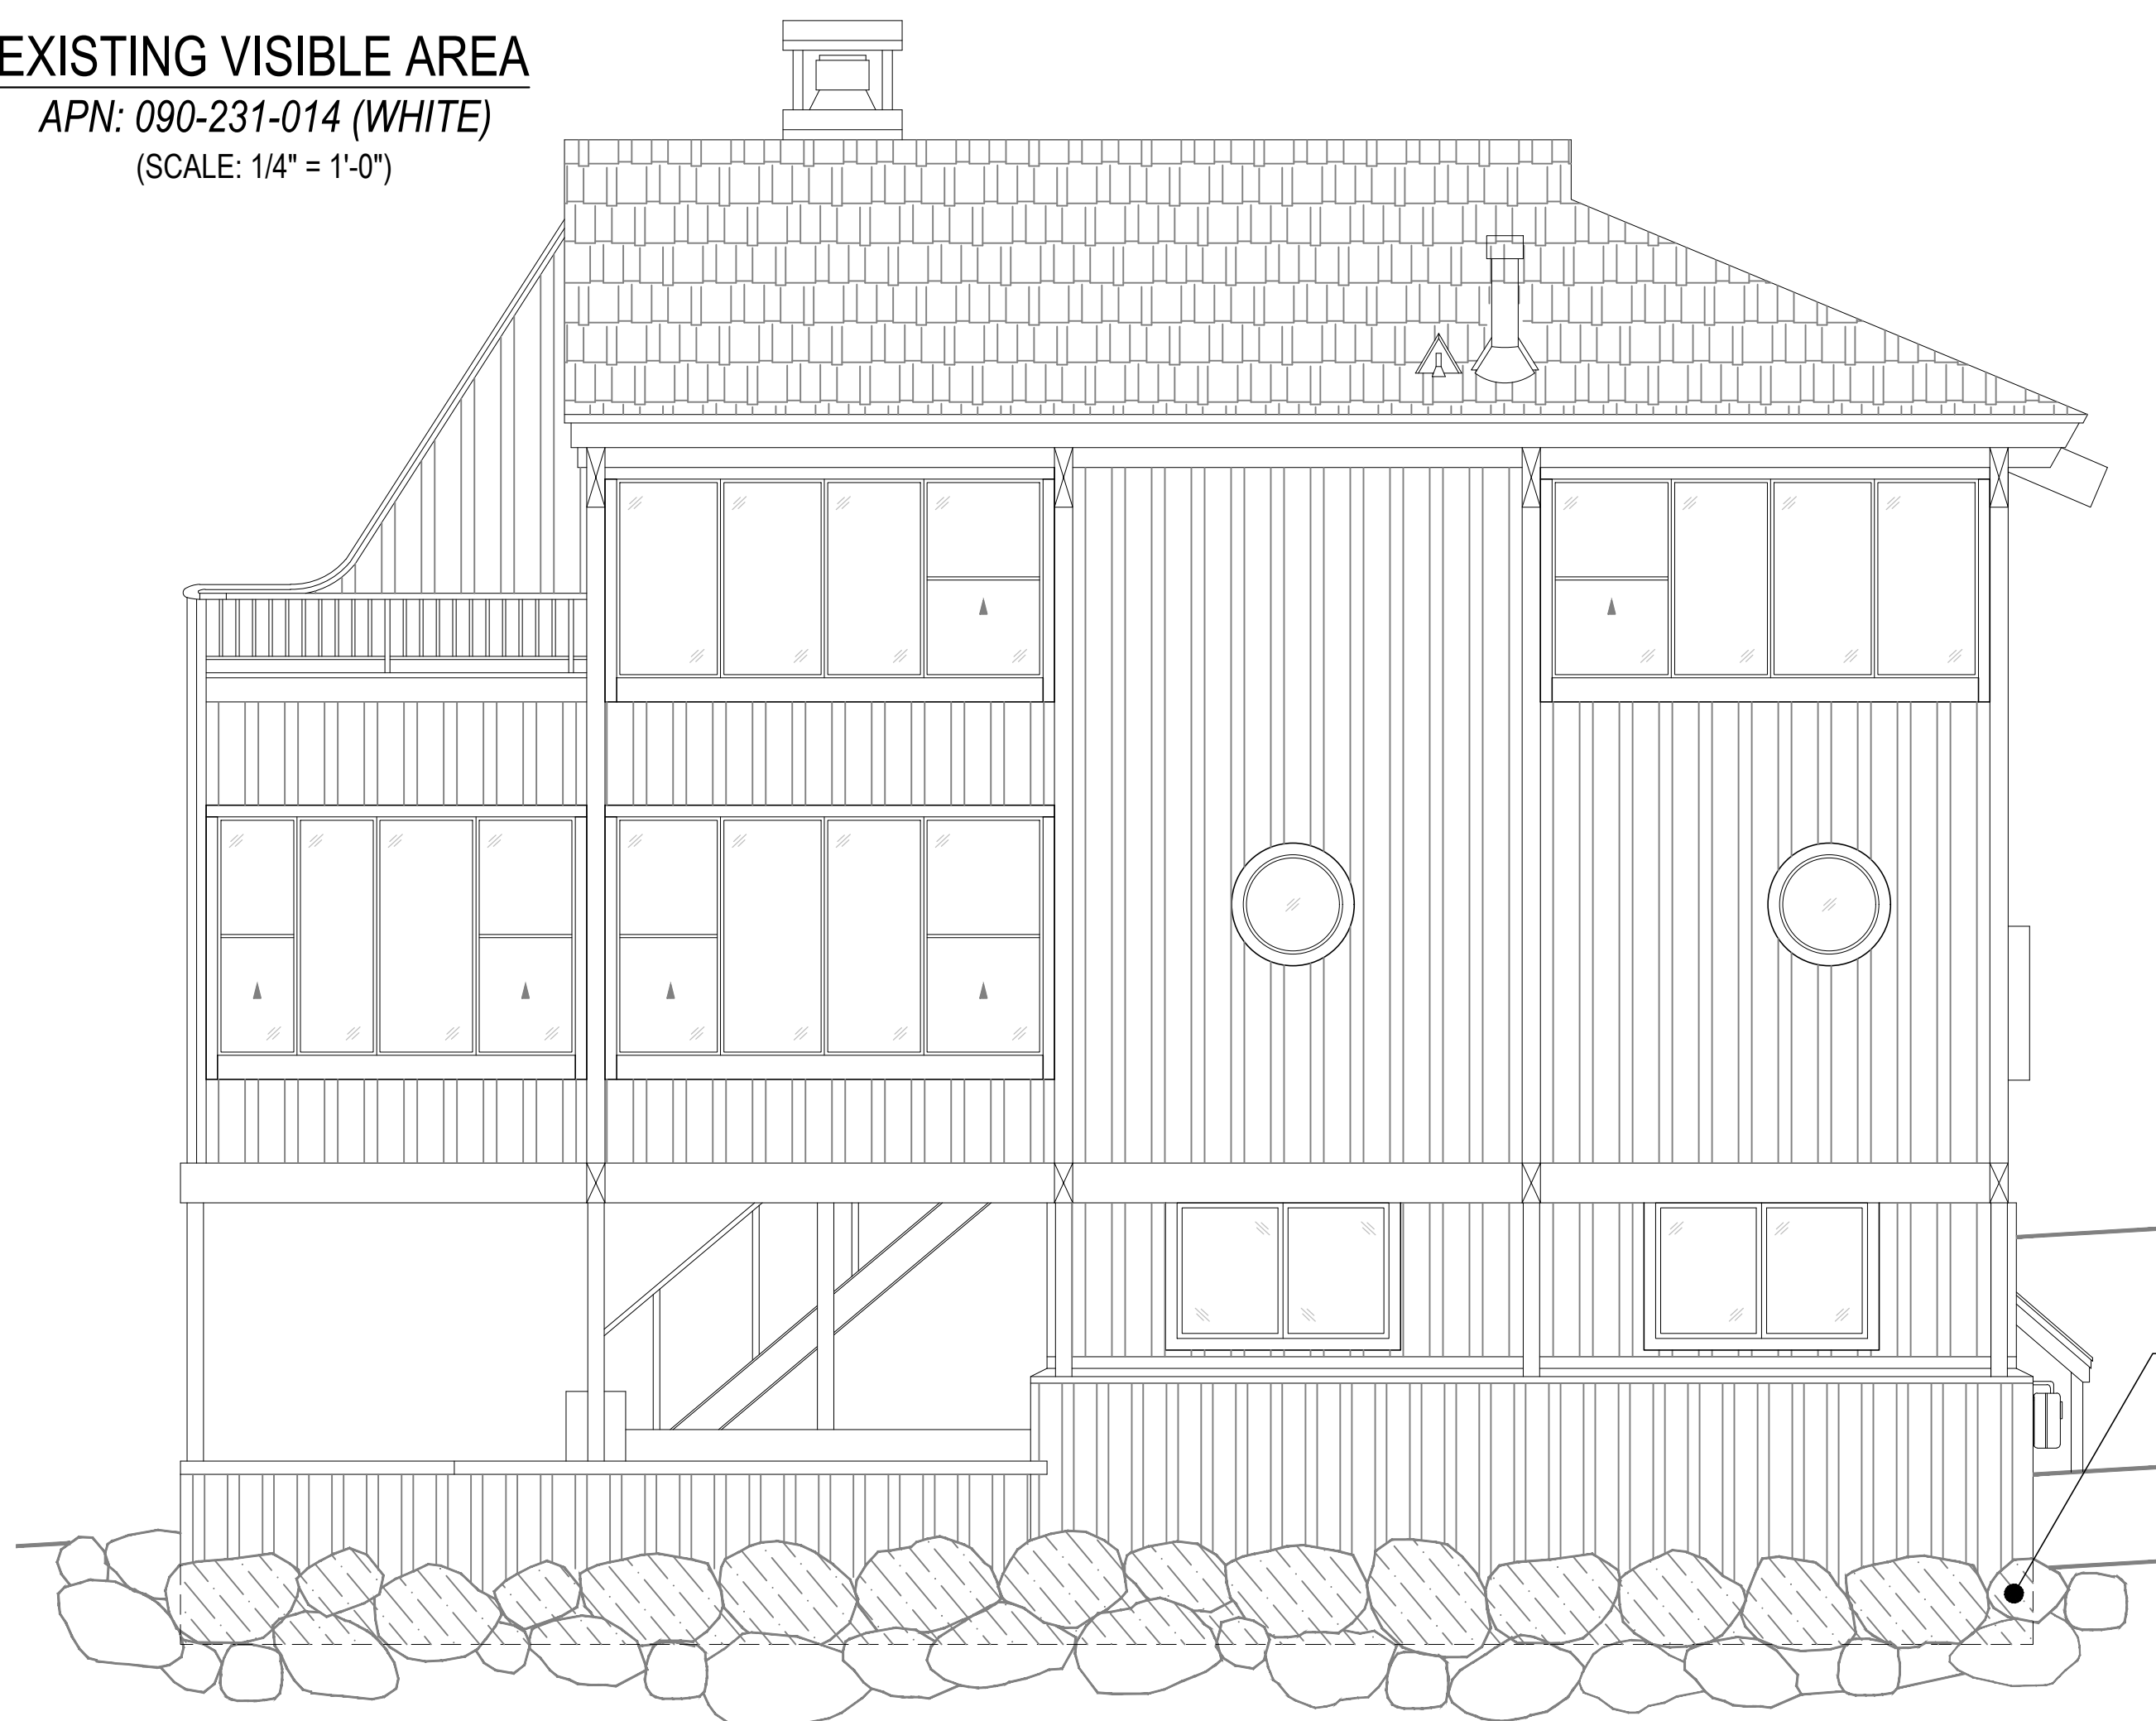 EXISTING VISIBLE AREA
APN: 090-231-014 (WHITE)
(SCALE: 1/4" = 1'-0")